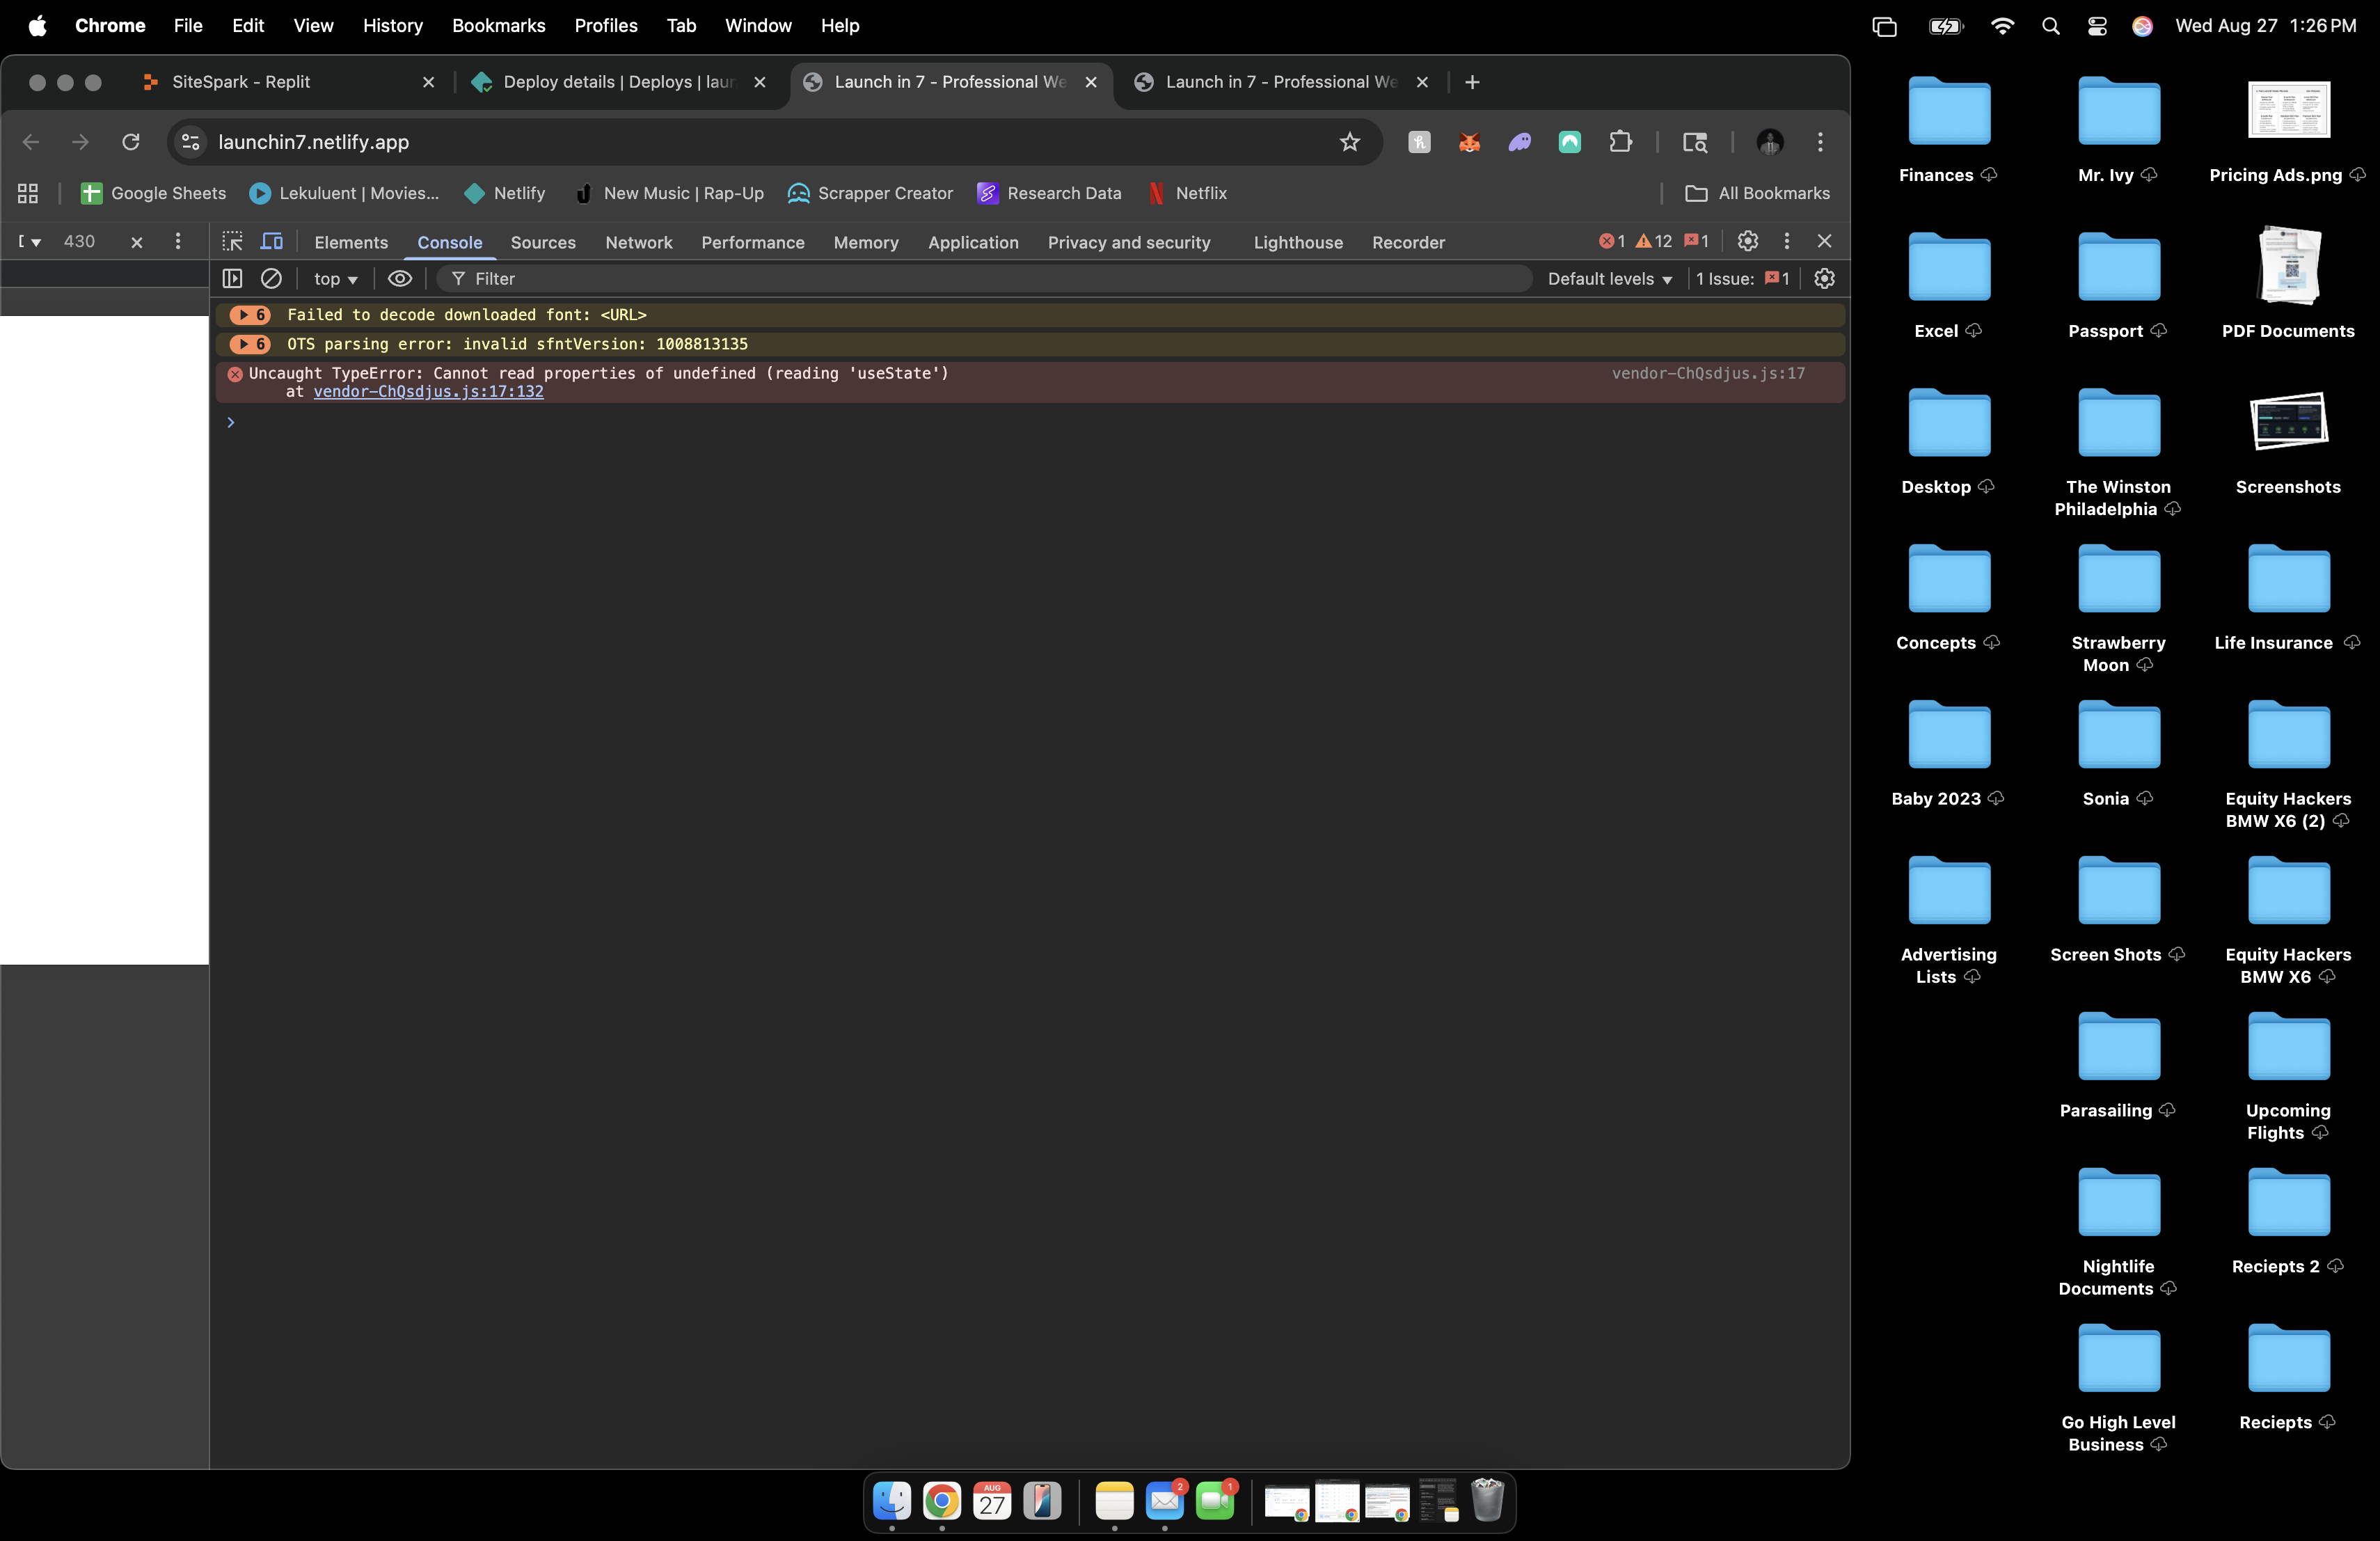 Chrome File Edit View History Bookmarks Profiles Tab Window Help Wed Aug 27 1:26 PM
SiteSpark - Replit Deploy details | Deploys | laun Launch in 7 - Professional We Launch in 7 - Professional We
launchin7.netlify.app
Google Sheets Lekuluent | Movies... Netlify New Music | Rap-Up Scrapper Creator Research Data Netflix All Bookmarks
430 Elements Console Sources Network Performance Memory Application Privacy and security Lighthouse Recorder 1 12 1
top Filter Default levels 1 Issue: 1
6 Failed to decode downloaded font: <URL>
6 OTS parsing error: invalid sfntVersion: 1008813135
Uncaught TypeError: Cannot read properties of undefined (reading 'useState') vendor-ChQsdjus.js:17
at vendor-ChQsdjus.js:17:132
Finances Mr. Ivy Pricing Ads.png
Excel Passport PDF Documents
Desktop The Winston Screenshots
Philadelphia
Concepts Strawberry Life Insurance
Moon
Baby 2023 Sonia Equity Hackers
BMW X6 (2)
Advertising Screen Shots Equity Hackers
Lists BMW X6
Parasailing Upcoming
Flights
Nightlife Reciepts 2
Documents
Go High Level Reciepts
Business
AUG
27
2
1